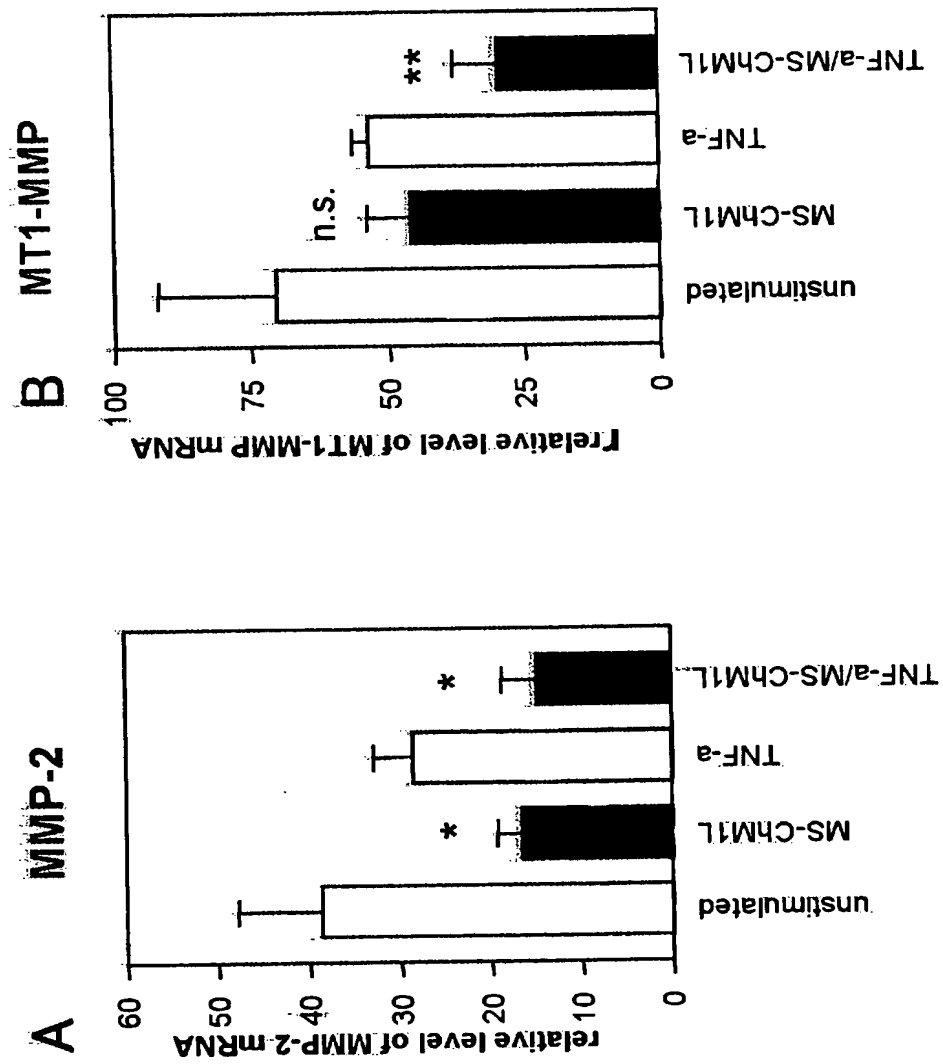 A
MMP-2
relative level of MMP-2 mRNA
60
50
40
30
20
10
0
*
*
unstimulated
MS-ChM1L
TNF-a
TNF-a/MS-ChM1L
B
MT1-MMP
relative level of MT1-MMP mRNA
100
75
50
25
0
n.s.
**
unstimulated
MS-ChM1L
TNF-a
TNF-a/MS-ChM1L